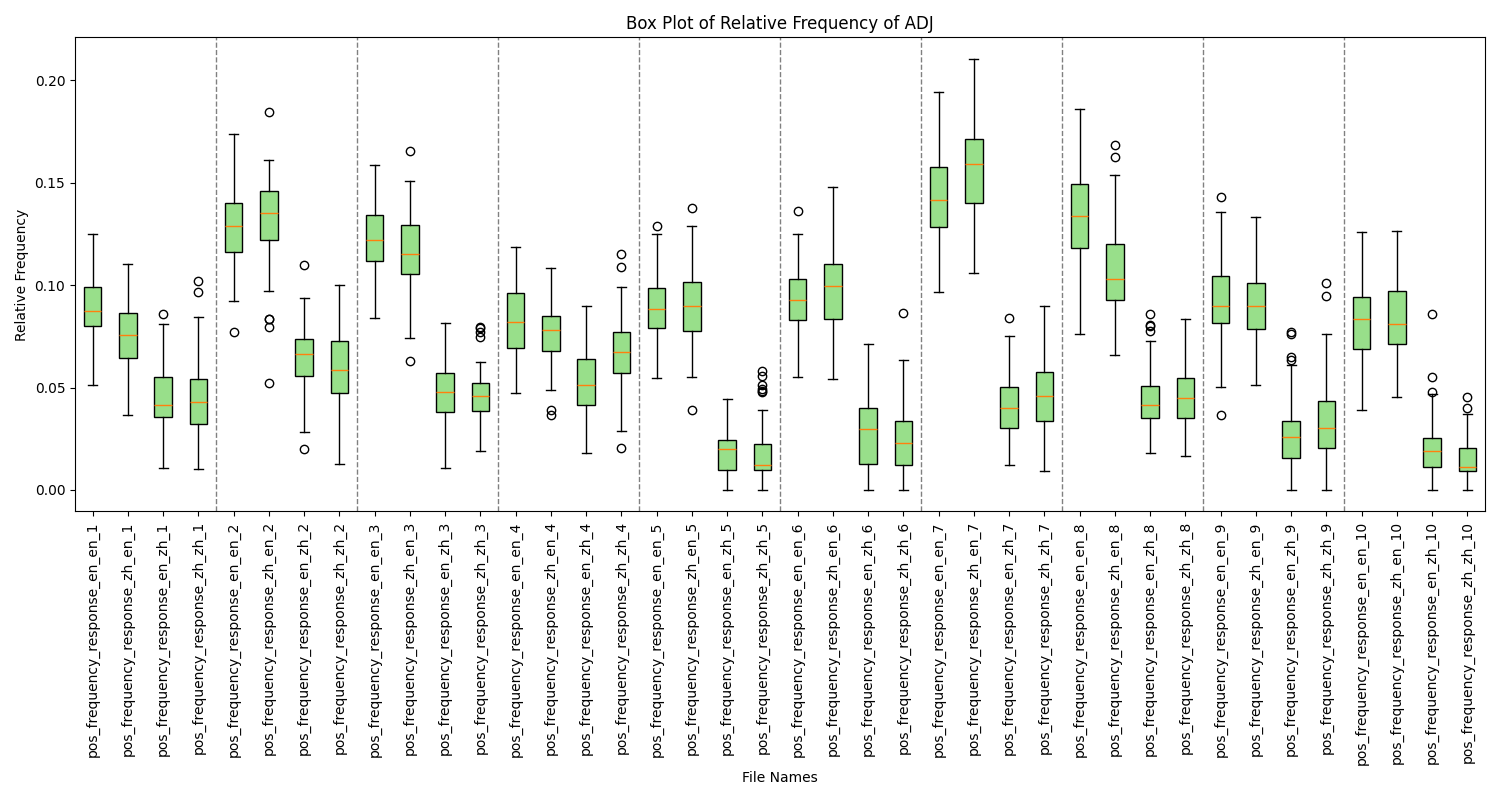 Box Plot of Relative Frequency of ADJ
Relative Frequency
0.20
0.15
0.10
0.05
0.00
pos_frequency_response_en_en_1
pos_frequency_response_zh_en_1
pos_frequency_response_en_zh_1
pos_frequency_response_zh_zh_1
pos_frequency_response_en_en_2
pos_frequency_response_zh_en_2
pos_frequency_response_en_zh_2
pos_frequency_response_zh_zh_2
pos_frequency_response_en_en_3
pos_frequency_response_zh_en_3
pos_frequency_response_en_zh_3
pos_frequency_response_zh_zh_3
pos_frequency_response_en_en_4
pos_frequency_response_zh_en_4
pos_frequency_response_en_zh_4
pos_frequency_response_zh_zh_4
pos_frequency_response_en_en_5
pos_frequency_response_zh_en_5
pos_frequency_response_en_zh_5
pos_frequency_response_zh_zh_5
pos_frequency_response_en_en_6
pos_frequency_response_zh_en_6
pos_frequency_response_en_zh_6
pos_frequency_response_zh_zh_6
pos_frequency_response_en_en_7
pos_frequency_response_zh_en_7
pos_frequency_response_en_zh_7
pos_frequency_response_zh_zh_7
pos_frequency_response_en_en_8
pos_frequency_response_zh_en_8
pos_frequency_response_en_zh_8
pos_frequency_response_zh_zh_8
pos_frequency_response_en_en_9
pos_frequency_response_zh_en_9
pos_frequency_response_en_zh_9
pos_frequency_response_zh_zh_9
pos_frequency_response_en_en_10
pos_frequency_response_zh_en_10
pos_frequency_response_en_zh_10
pos_frequency_response_zh_zh_10
File Names